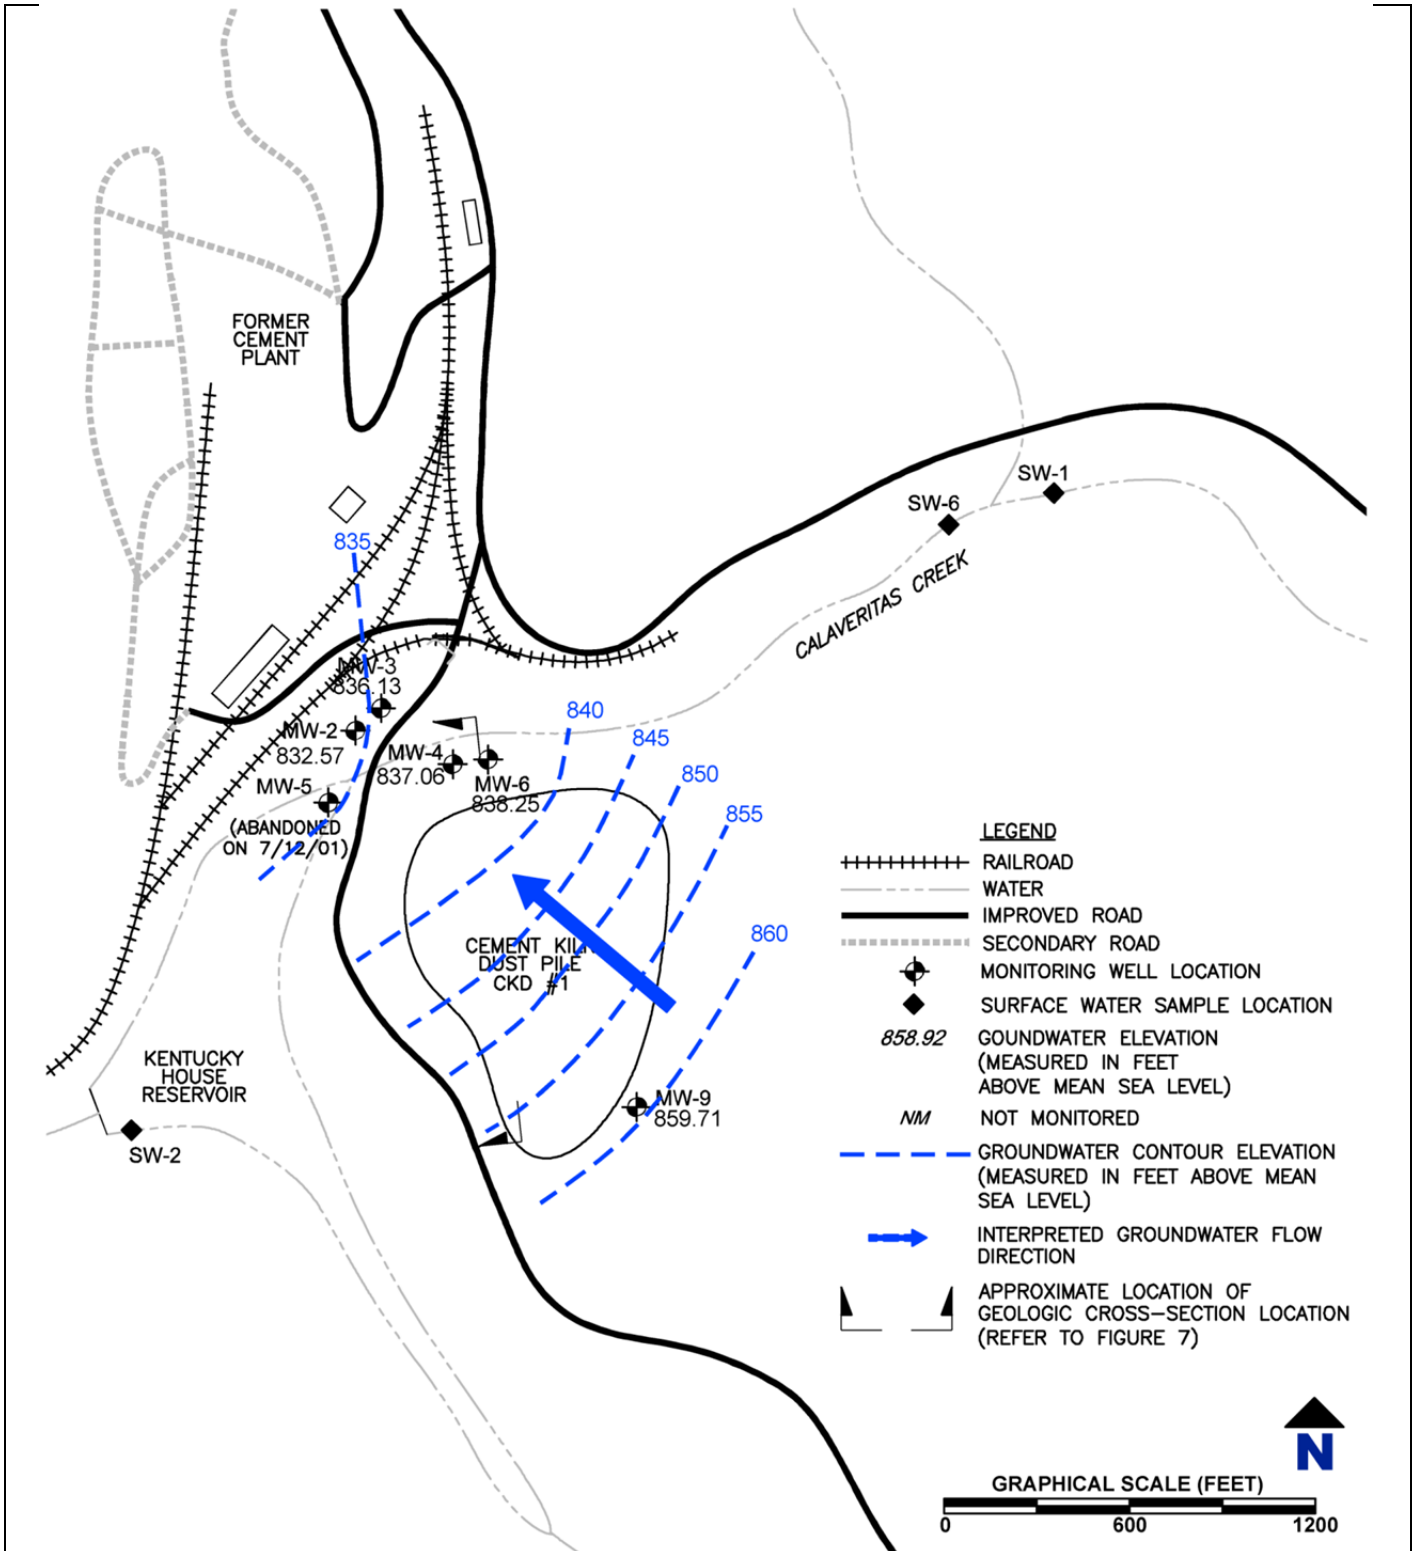 FORMER
CEMENT
PLANT
SW-1
SW-6
835
CALAVERITAS CREEK
MW-3
836.13
840
MW-2
832.57
845
MW-4
837.06
850
MW-5
MW-6
838.25
855
(ABANDONED
ON 7/12/01)
860
CEMENT KILN
DUST PILE
CKD #1
KENTUCKY
HOUSE
RESERVOIR
MW-9
859.71
SW-2
LEGEND
RAILROAD
WATER
IMPROVED ROAD
SECONDARY ROAD
MONITORING WELL LOCATION
SURFACE WATER SAMPLE LOCATION
858.92 GOUNDWATER ELEVATION
(MEASURED IN FEET
ABOVE MEAN SEA LEVEL)
NM NOT MONITORED
GROUNDWATER CONTOUR ELEVATION
(MEASURED IN FEET ABOVE MEAN
SEA LEVEL)
INTERPRETED GROUNDWATER FLOW
DIRECTION
APPROXIMATE LOCATION OF
GEOLOGIC CROSS-SECTION LOCATION
(REFER TO FIGURE 7)
N
GRAPHICAL SCALE (FEET)
0 600 1200